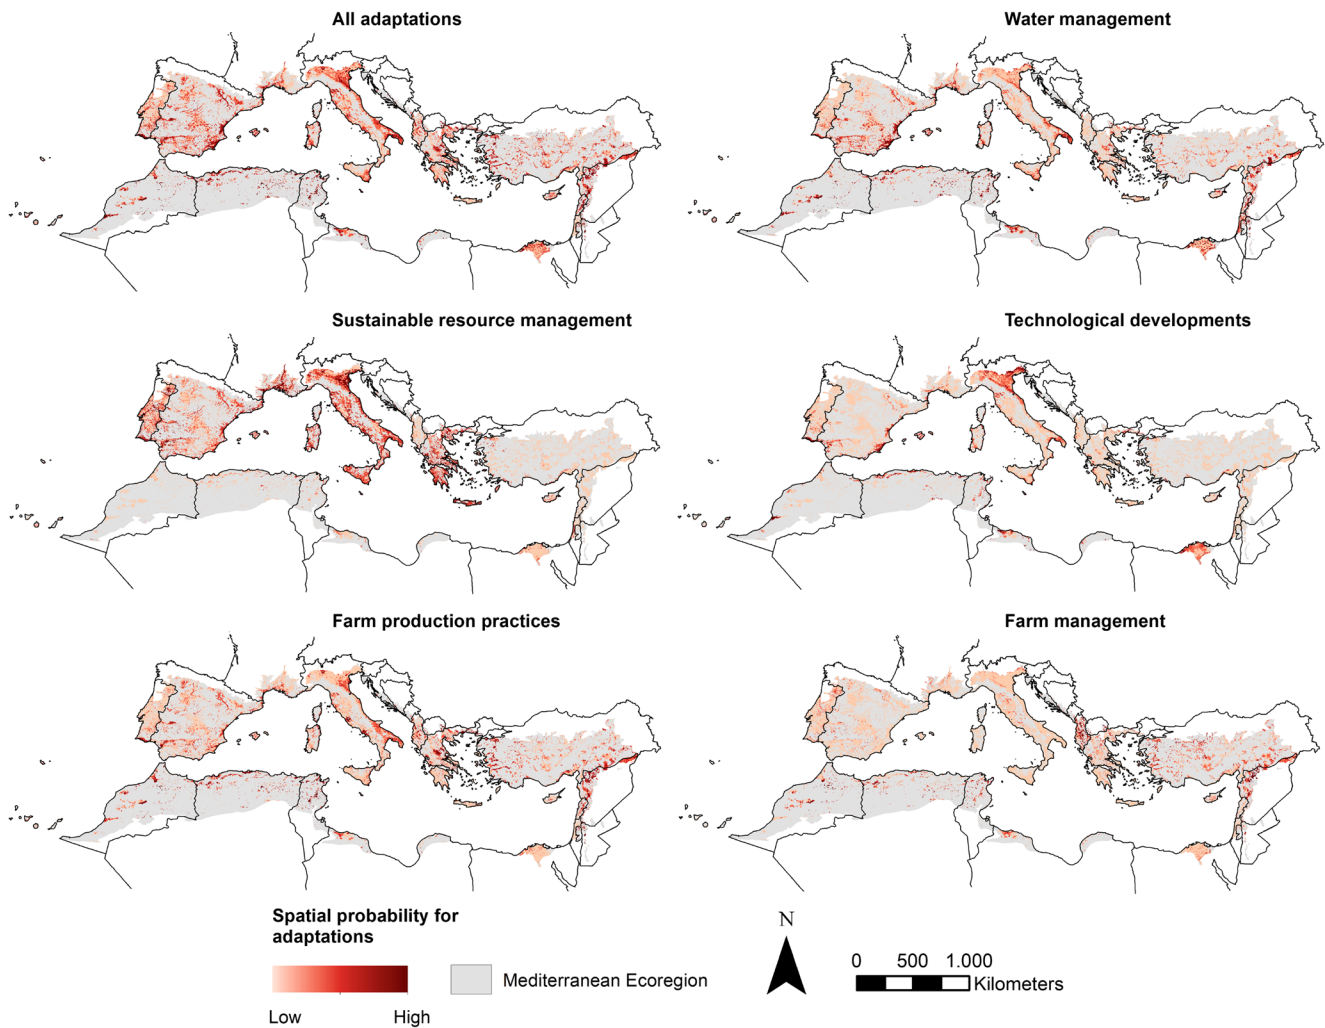 All adaptations
Water management
Sustainable resource management
Technological developments
Farm production practices
Farm management
Spatial probability for
adaptations
Low
High
Mediterranean Ecoregion
N
0 500 1.000
Kilometers